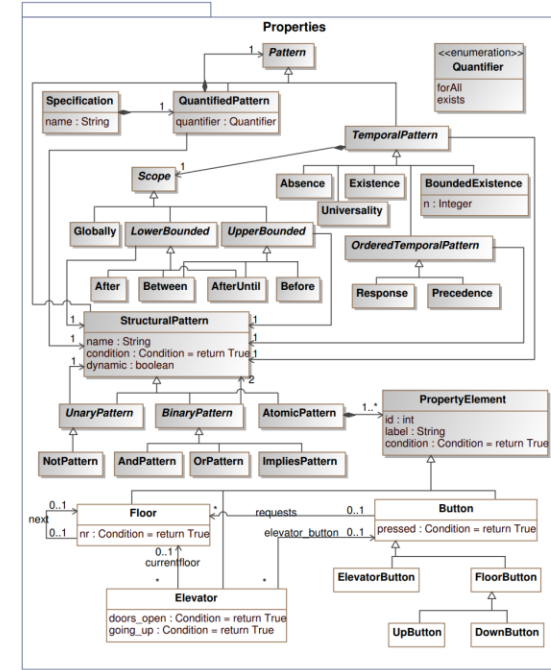 Properties
1
Pattern
<<enumeration>>
Quantifier
forAll
exists
Specification
name : String
1
QuantifiedPattern
quantifier : Quantifier
TemporalPattern
1
Scope
Absence
Existence
BoundedExistence
n : Integer
Universality
Globally
LowerBounded
UpperBounded
OrderedTemporalPattern
After
Between
AfterUntil
Before
Response
Precedence
StructuralPattern
1
1
1
1
1
name : String
condition : Condition = return True
dynamic : boolean
1
2
UnaryPattern
BinaryPattern
AtomicPattern
1..*
PropertyElement
id : int
label : String
condition : Condition = return True
NotPattern
AndPattern
OrPattern
ImpliesPattern
0..1
next
0..1
Floor
nr : Condition = return True
*
requests
0..1
elevator_button
0..1
Button
pressed : Condition = return True
0..1
currentfloor
*
*
Elevator
doors_open : Condition = return True
going_up : Condition = return True
ElevatorButton
FloorButton
UpButton
DownButton